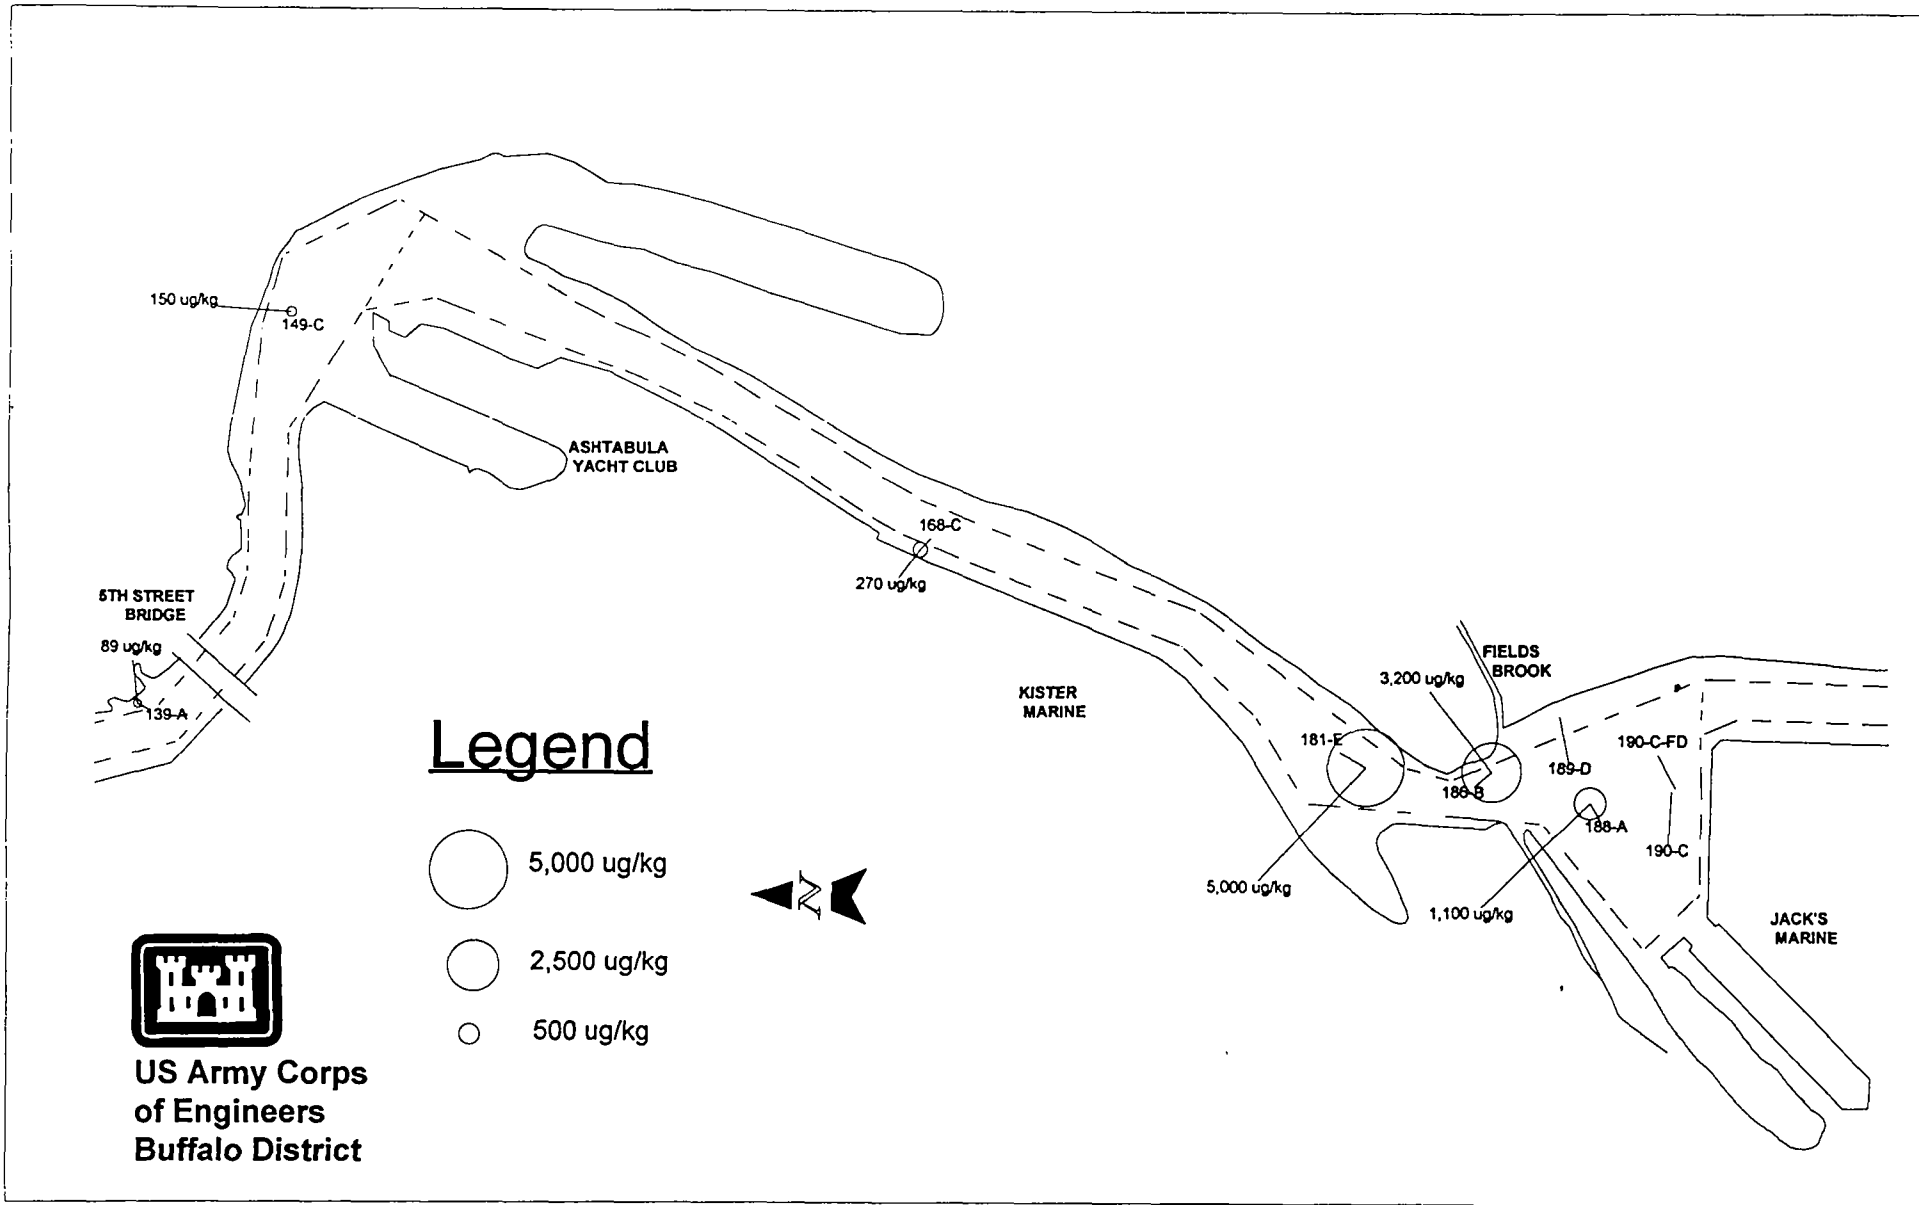 150 ug/kg
149-C
ASHTABULA
YACHT CLUB
168-C
270 ug/kg
5TH STREET
BRIDGE
89 ug/kg
139-A
KISTER
MARINE
FIELDS
BROOK
3,200 ug/kg
181-E
186-B
189-D
190-C-FD
188-A
190-C
5,000 ug/kg
1,100 ug/kg
JACK'S
MARINE
Legend
5,000 ug/kg
2,500 ug/kg
500 ug/kg
N
US Army Corps
of Engineers
Buffalo District